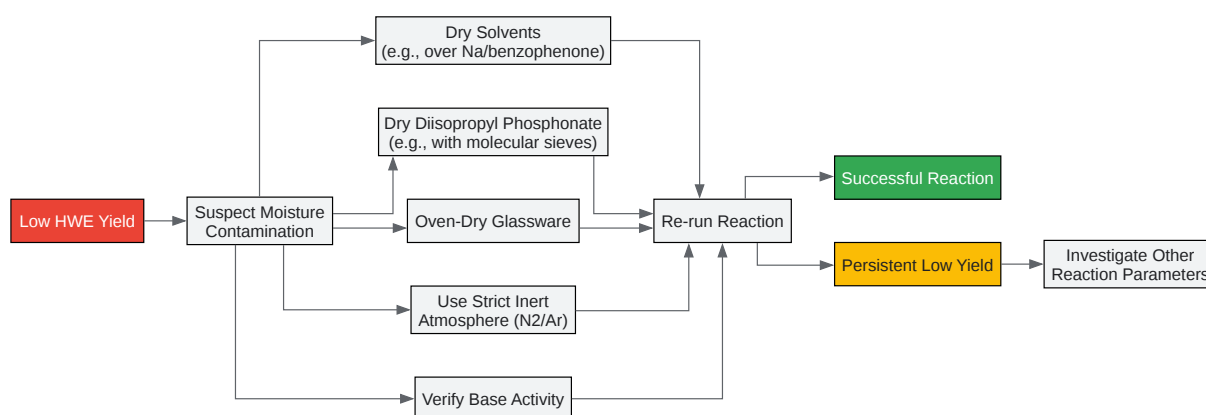 Dry Solvents
(e.g., over Na/benzophenone)
Dry Diisopropyl Phosphonate
(e.g., with molecular sieves)
Successful Reaction
Low HWE Yield
Suspect Moisture
Contamination
Oven-Dry Glassware
Re-run Reaction
Persistent Low Yield
Investigate Other
Reaction Parameters
Use Strict Inert
Atmosphere (N2/Ar)
Verify Base Activity